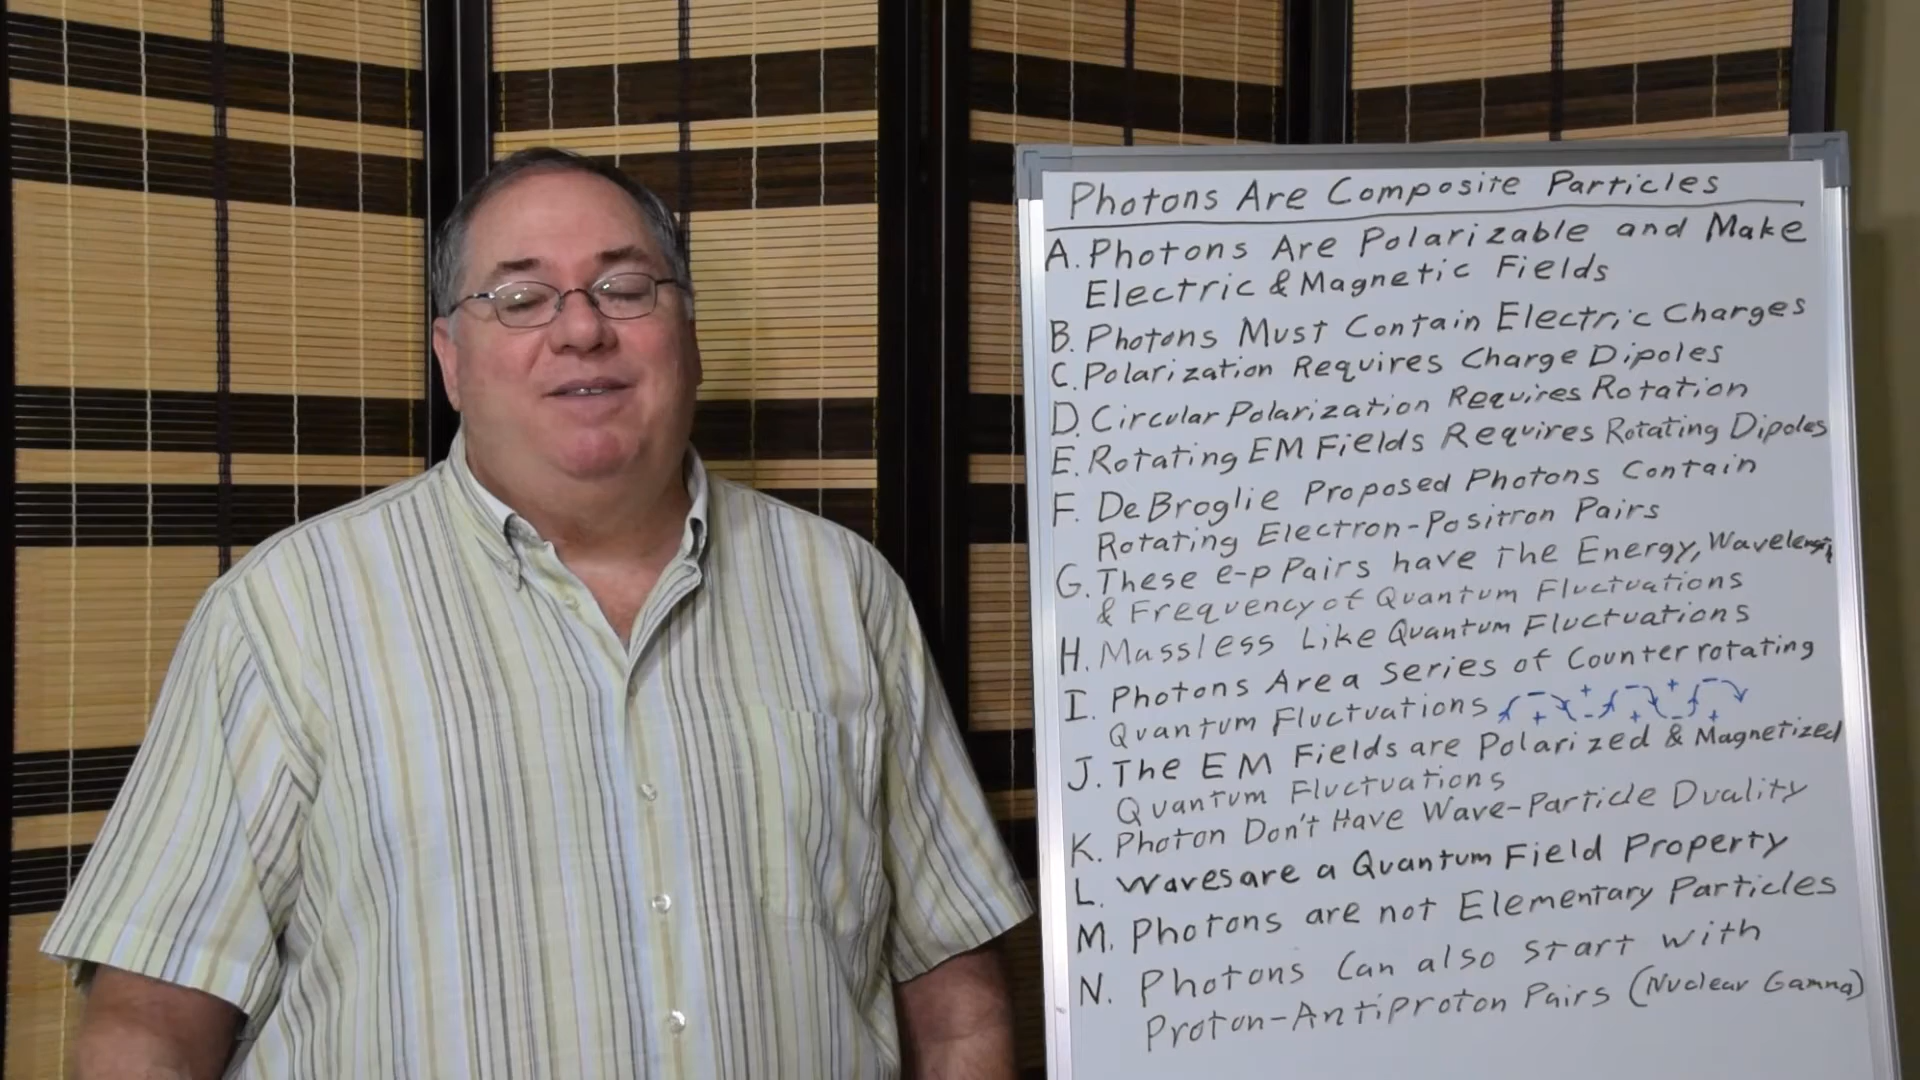 Photons Are Composite Particles
A. Photons Are Polarizable and Make
Electric & Magnetic Fields
B. Photons Must Contain Electric Charges
C. Polarization Requires Charge Dipoles
D. Circular Polarization Requires Rotation
E. Rotating EM Fields Requires Rotating Dipoles
F. DeBroglie Proposed Photons Contain
Rotating Electron-Positron Pairs
G. These e-p Pairs have the Energy, Wavelength
& Frequency of Quantum Fluctuations
H. Massless Like Quantum Fluctuations
I. Photons Are a Series of Counterrotating
Quantum Fluctuations - + - + -
+ - + - +
J. The EM Fields are Polarized & Magnetized
Quantum Fluctuations
K. Photon Don't Have Wave-Particle Duality
L. Waves are a Quantum Field Property
M. Photons are not Elementary Particles
N. Photons Can also Start with
Proton-Antiproton Pairs (Nuclear Gamma)